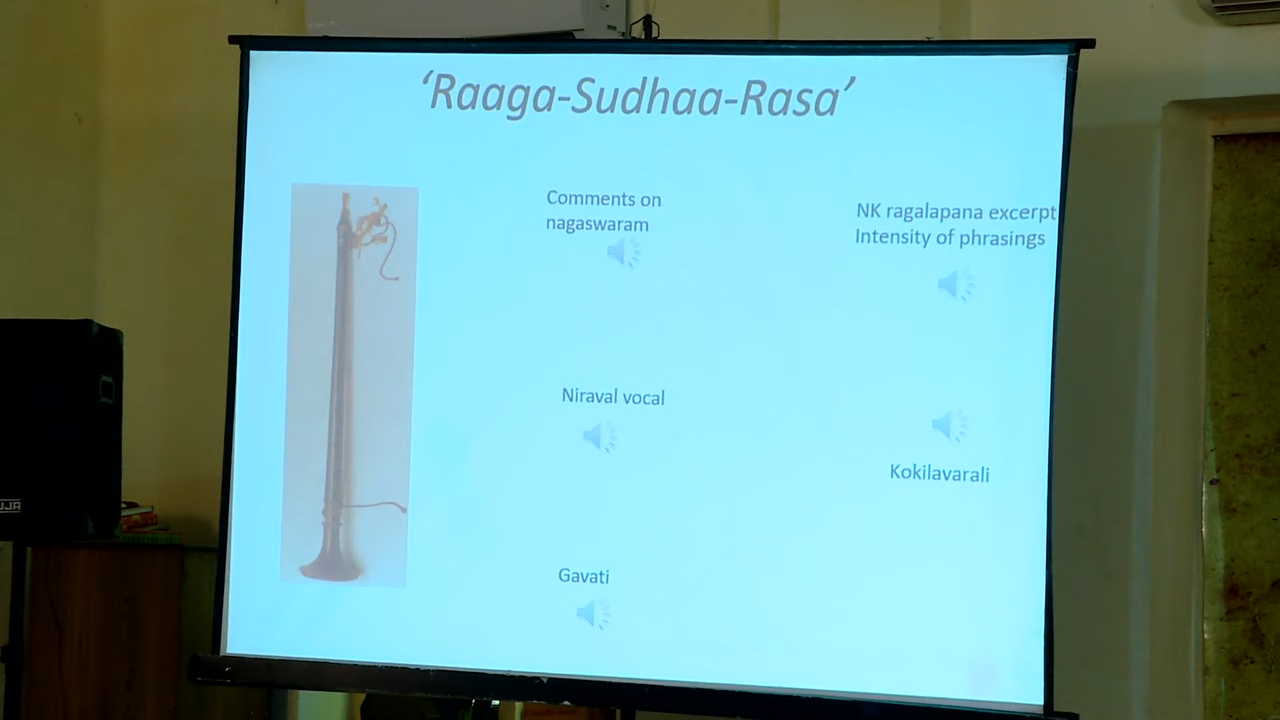 ‘Raaga-Sudhaa-Rasa’
Comments on
nagaswaram
NK ragalapana excerpt
Intensity of phrasings
Niraval vocal
Kokilavarali
Gavati